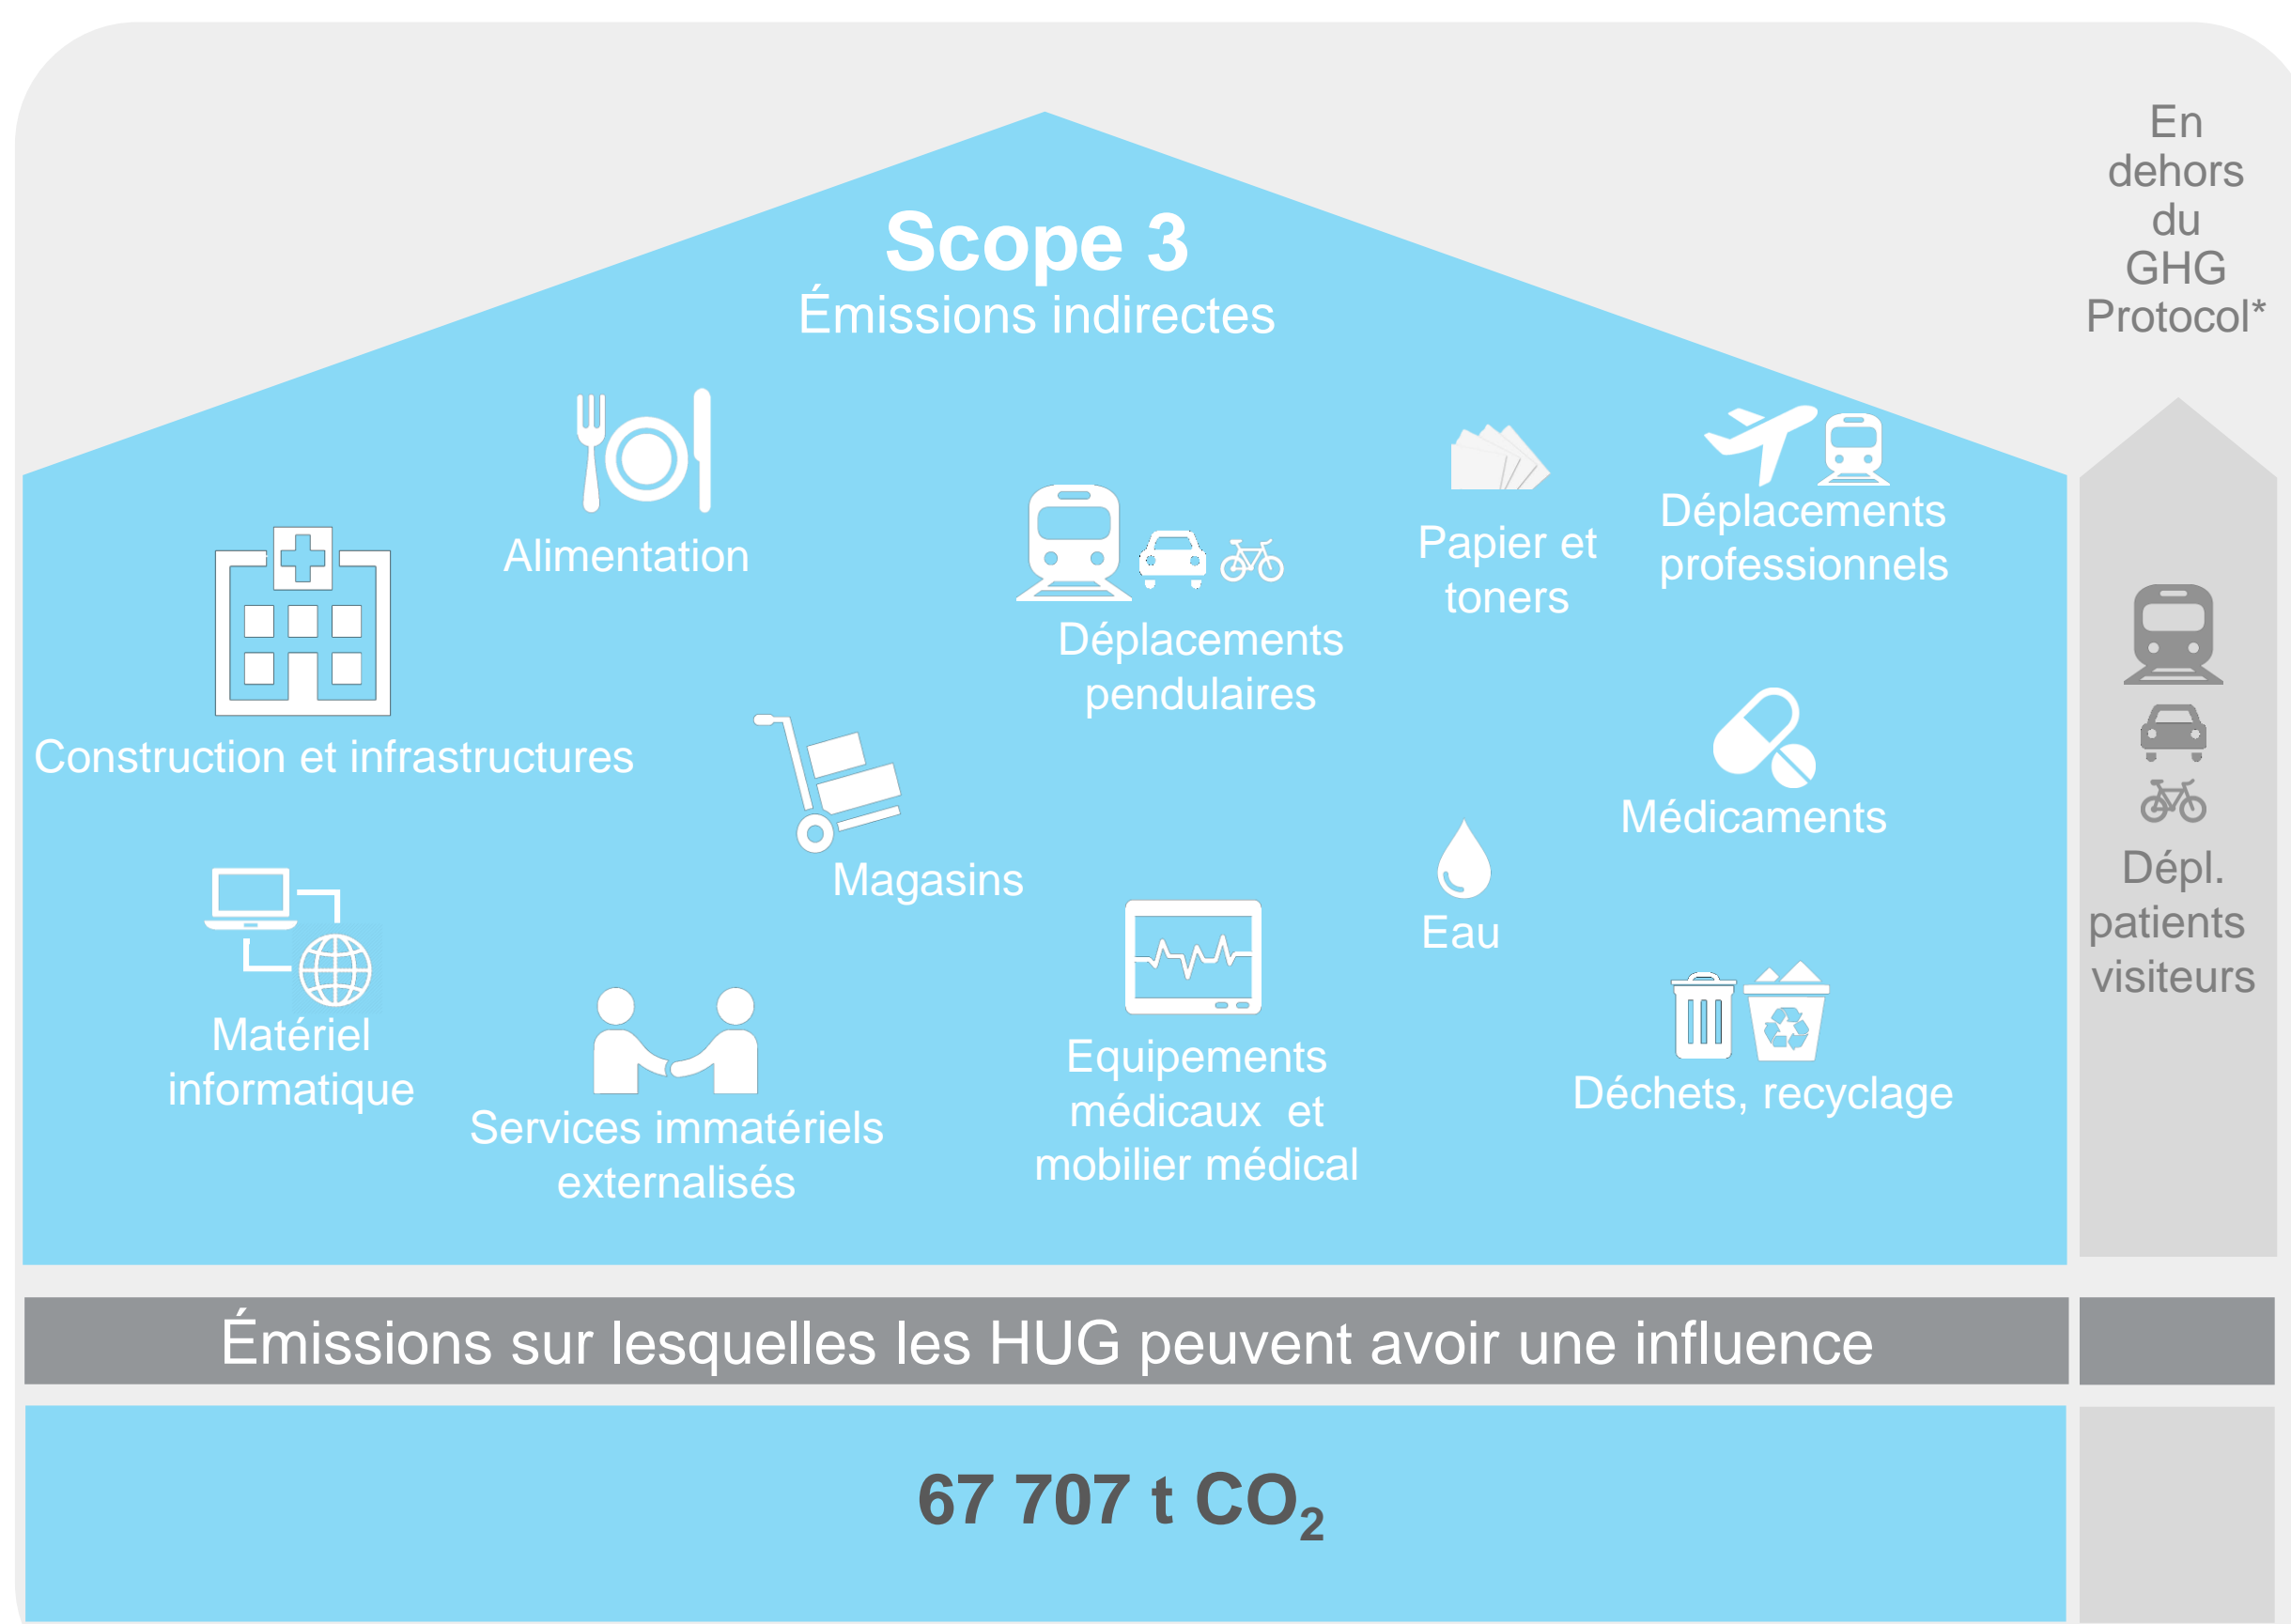 Scope 3
Émissions indirectes
Alimentation
Construction et infrastructures
Déplacements
pendulaires
Papier et
toners
Déplacements
professionnels
Magasins
Médicaments
Eau
Matériel
informatique
Services immatériels
externalisés
Equipements
médicaux et
mobilier médical
Déchets, recyclage
En
dehors
du
GHG
Protocol*
Dépl.
patients
visiteurs
Émissions sur lesquelles les HUG peuvent avoir une influence
67 707 t CO₂